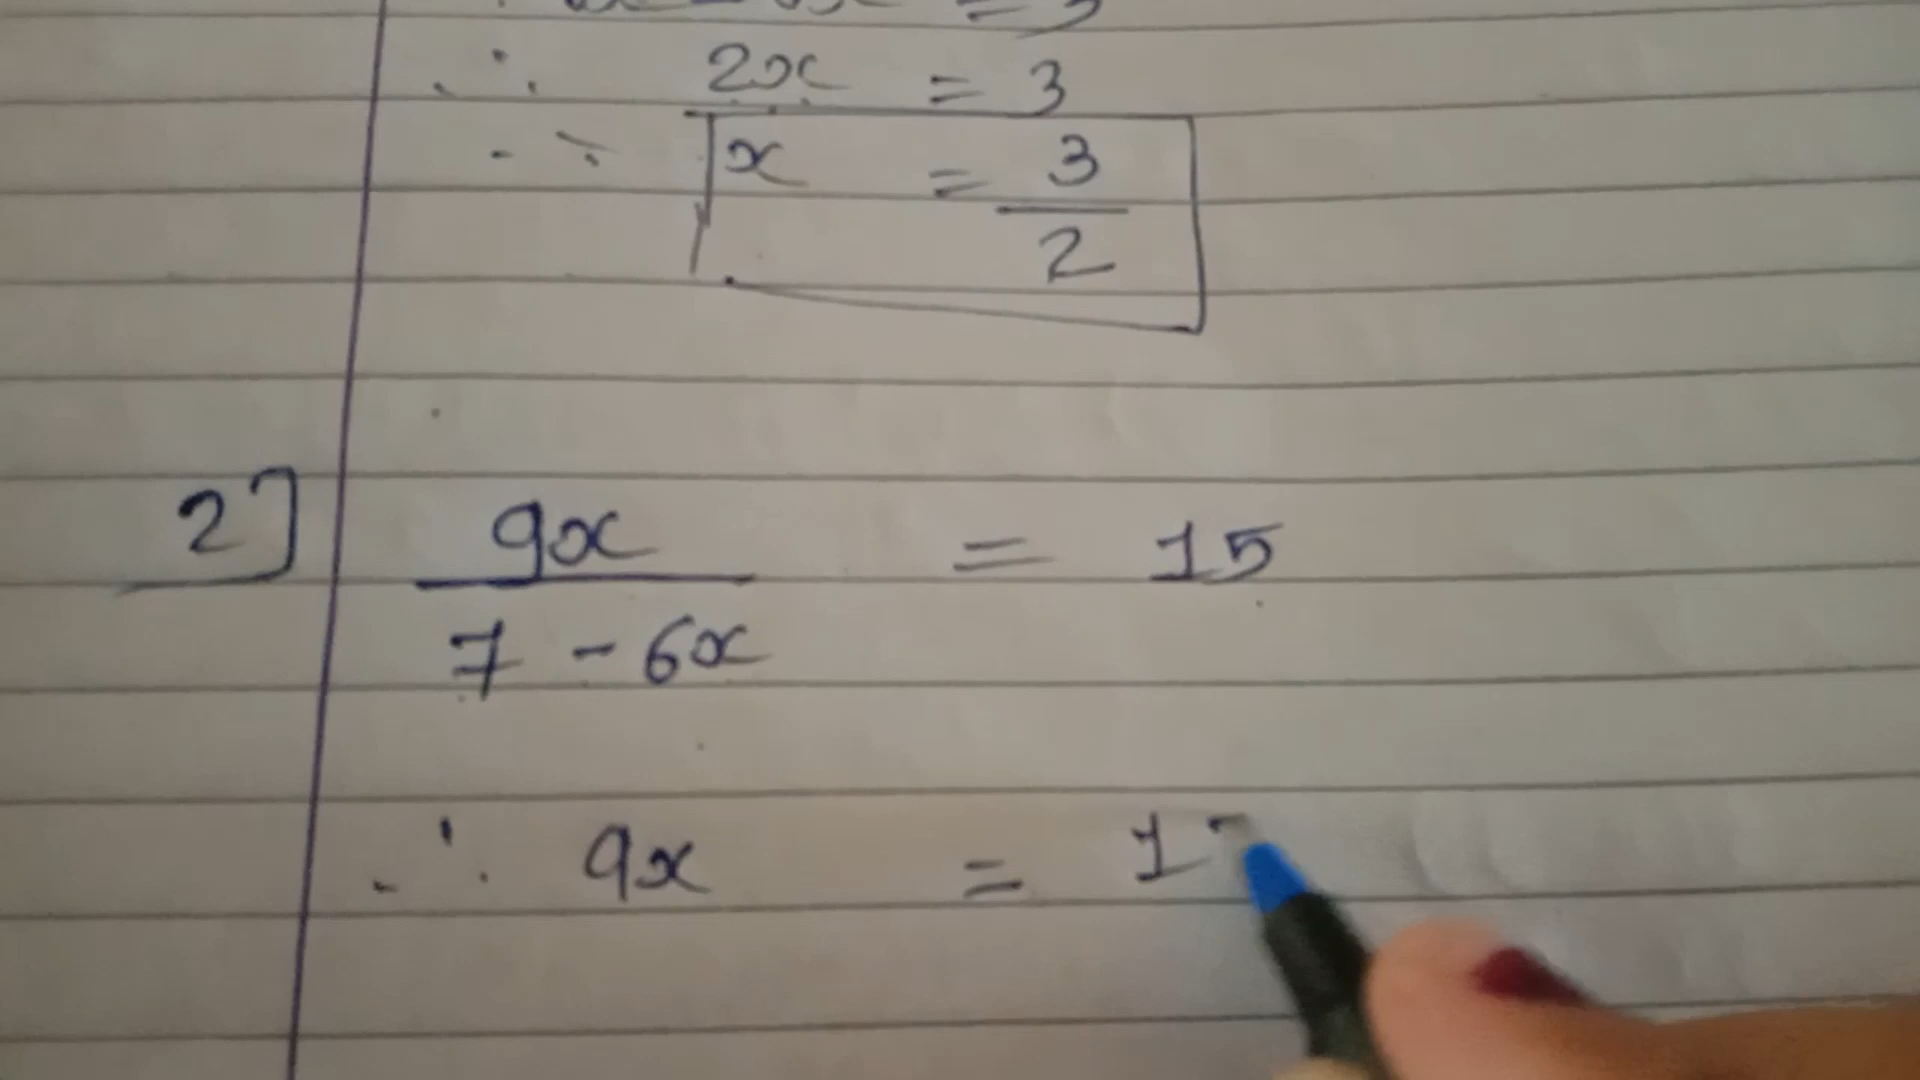 ∴ 2x = 3
∴ x = 3/2
2] 9x/(7 - 6x) = 15
∴ 9x = 1